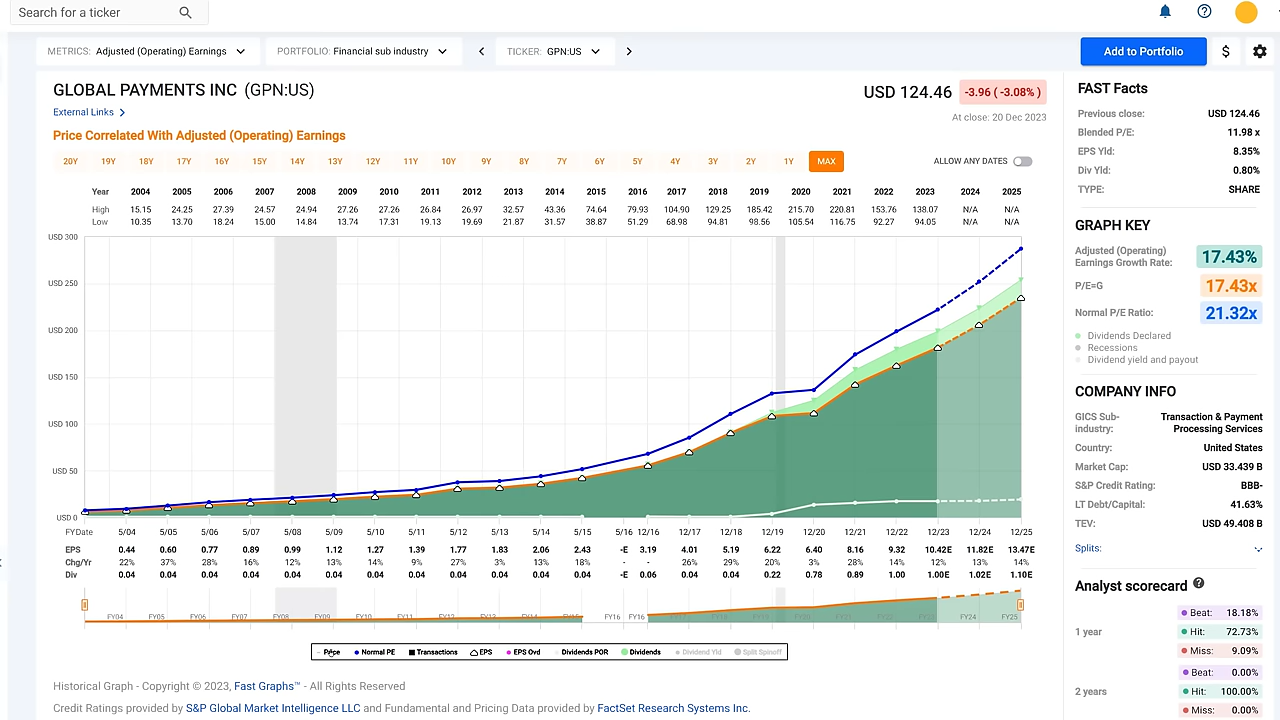 Search for a ticker
METRICS: Adjusted (Operating) Earnings
PORTFOLIO: Financial sub industry
TICKER: GPN:US
Add to Portfolio
$
GLOBAL PAYMENTS INC (GPN:US)
USD 124.46
-3.96 ( -3.08% )
External Links
At close: 20 Dec 2023
Price Correlated With Adjusted (Operating) Earnings
20Y 19Y 18Y 17Y 16Y 15Y 14Y 13Y 12Y 11Y 10Y 9Y 8Y 7Y 6Y 5Y 4Y 3Y 2Y 1Y MAX
ALLOW ANY DATES
Year 2004 2005 2006 2007 2008 2009 2010 2011 2012 2013 2014 2015 2016 2017 2018 2019 2020 2021 2022 2023 2024 2025
High 15.15 24.25 27.39 24.57 24.94 27.26 27.26 26.84 26.97 32.57 43.36 74.64 79.93 104.90 129.25 185.42 215.70 220.81 153.76 138.07 N/A N/A
Low 10.35 13.70 18.24 15.00 14.84 13.74 17.31 19.13 19.69 21.87 31.57 38.87 51.29 68.98 94.81 98.56 105.54 116.75 92.27 94.05 N/A N/A
USD 300
USD 250
USD 200
USD 150
USD 100
USD 50
USD 0
FYDate 5/04 5/05 5/06 5/07 5/08 5/09 5/10 5/11 5/12 5/13 5/14 5/15 5/16 12/16 12/17 12/18 12/19 12/20 12/21 12/22 12/23 12/24 12/25
EPS 0.44 0.60 0.77 0.89 0.99 1.12 1.27 1.39 1.77 1.83 2.06 2.43 -E 3.19 4.01 5.19 6.22 6.40 8.16 9.32 10.42E 11.82E 13.47E
Chg/Yr 22% 37% 28% 16% 12% 13% 14% 9% 27% 3% 13% 18% - - 26% 29% 20% 3% 28% 14% 12% 13% 14%
Div 0.04 0.04 0.04 0.04 0.04 0.04 0.04 0.04 0.04 0.04 0.04 0.04 -E 0.06 0.04 0.04 0.22 0.78 0.89 1.00 1.00E 1.02E 1.10E
FY04 FY05 FY06 FY07 FY08 FY09 FY10 FY11 FY12 FY13 FY14 FY15 FY16 FY16 FY17 FY18 FY19 FY20 FY21 FY22 FY23 FY24 FY25
Price Normal PE Transactions EPS EPS Ovrd Dividends POR Dividends Dividend Yld Split Spinoff
Historical Graph - Copyright © 2023, Fast Graphs™ - All Rights Reserved
Credit Ratings provided by S&P Global Market Intelligence LLC and Fundamental and Pricing Data provided by FactSet Research Systems Inc.
FAST Facts
Previous close: USD 124.46
Blended P/E: 11.98 x
EPS Yld: 8.35%
Div Yld: 0.80%
TYPE: SHARE
GRAPH KEY
Adjusted (Operating)
Earnings Growth Rate: 17.43%
P/E=G 17.43x
Normal P/E Ratio: 21.32x
Dividends Declared
Recessions
Dividend yield and payout
COMPANY INFO
GICS Sub-industry: Transaction & Payment Processing Services
Country: United States
Market Cap: USD 33.439 B
S&P Credit Rating: BBB-
LT Debt/Capital: 41.63%
TEV: USD 49.408 B
Splits:
Analyst scorecard
1 year
Beat: 18.18%
Hit: 72.73%
Miss: 9.09%
2 years
Beat: 0.00%
Hit: 100.00%
Miss: 0.00%